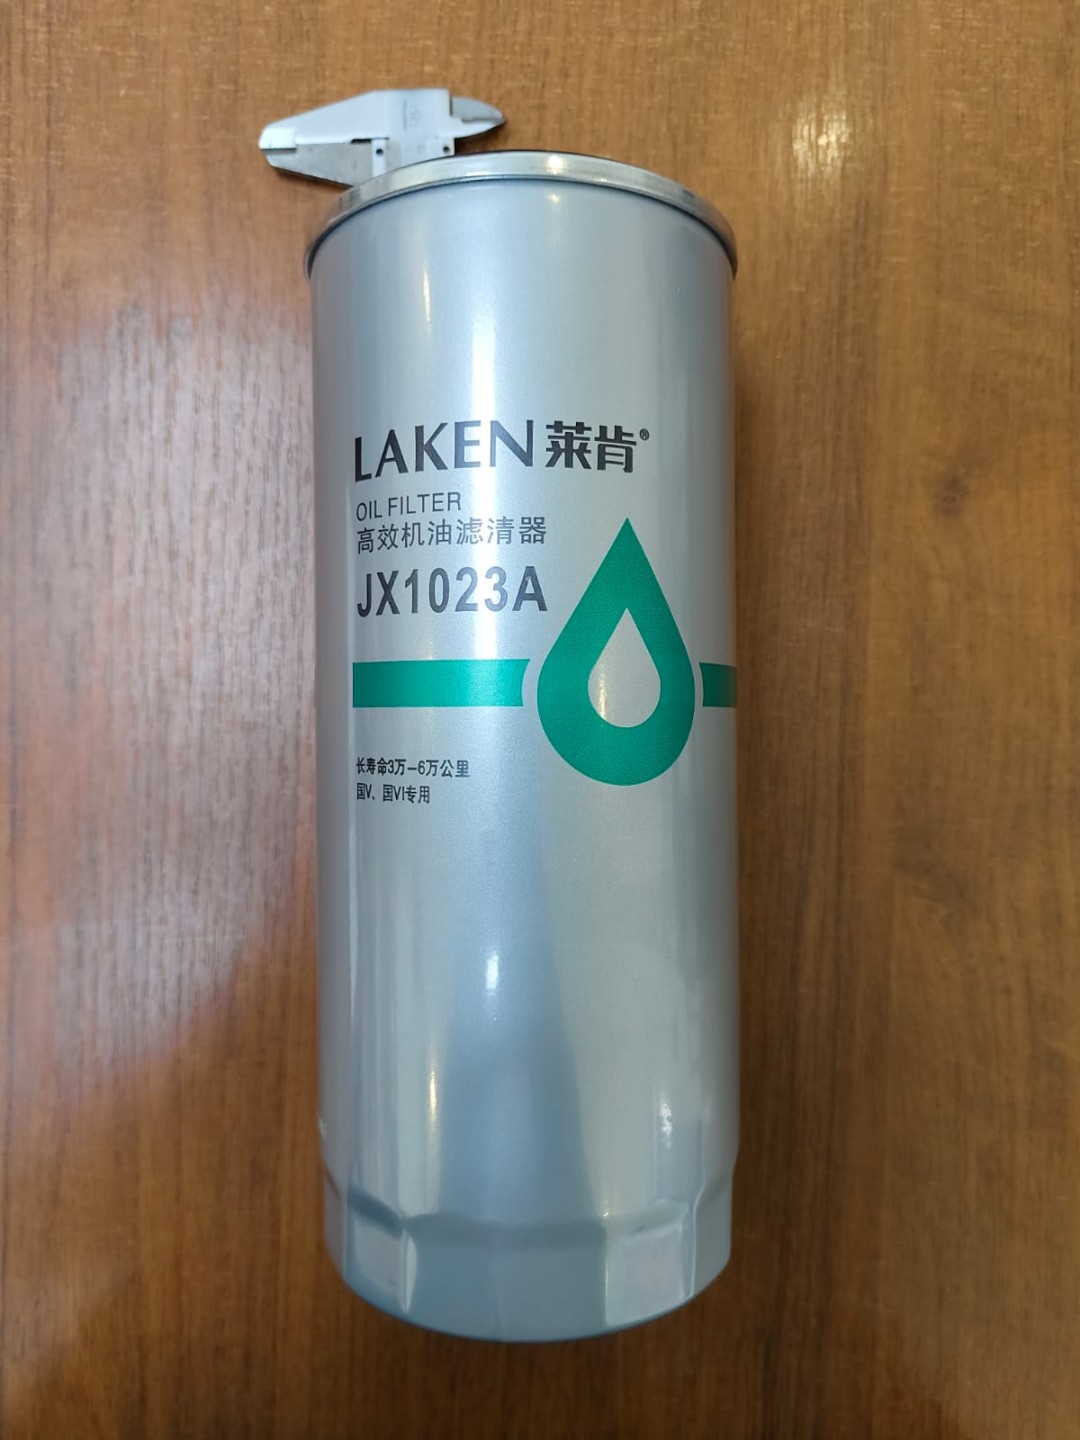 LAKEN莱肯®
OIL FILTER
高效机油滤清器
JX1023A
长寿命3万-6万公里
国V、国VI专用